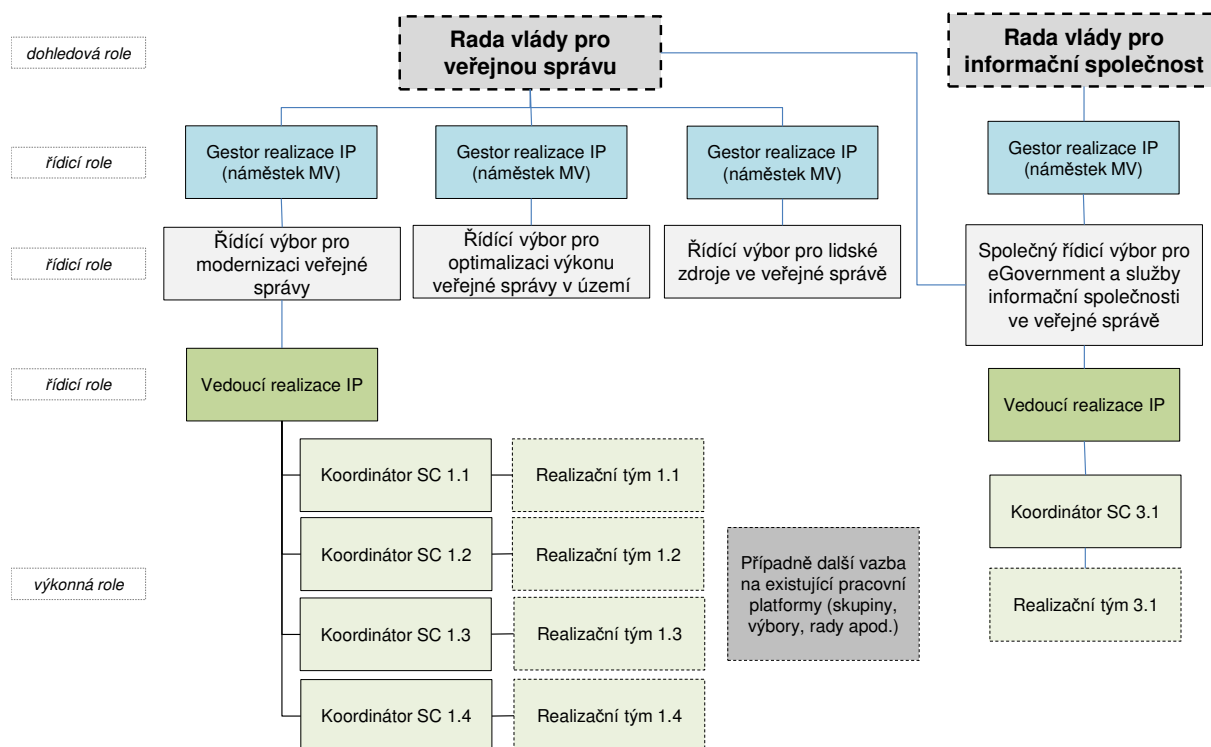 dohledová role
Rada vlády pro
veřejnou správu
Rada vlády pro
informační společnost
řídicí role
Gestor realizace IP
(náměstek MV)
Gestor realizace IP
(náměstek MV)
Gestor realizace IP
(náměstek MV)
Gestor realizace IP
(náměstek MV)
řídicí role
Řídící výbor pro
modernizaci veřejné
správy
Řídící výbor pro
optimalizaci výkonu
veřejné správy v území
Řídící výbor pro lidské
zdroje ve veřejné správě
Společný řídicí výbor pro
eGovernment a služby
informační společnosti
ve veřejné správě
řídicí role
Vedoucí realizace IP
Vedoucí realizace IP
Koordinátor SC 1.1
Realizační tým 1.1
Koordinátor SC 3.1
výkonná role
Koordinátor SC 1.2
Realizační tým 1.2
Případně další vazba
na existující pracovní
platformy (skupiny,
výbory, rady apod.)
Realizační tým 3.1
Koordinátor SC 1.3
Realizační tým 1.3
Koordinátor SC 1.4
Realizační tým 1.4